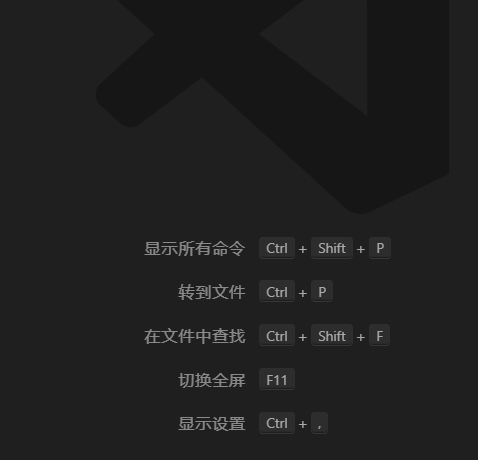 显示所有命令 Ctrl + Shift + P
转到文件 Ctrl + P
在文件中查找 Ctrl + Shift + F
切换全屏 F11
显示设置 Ctrl + ,